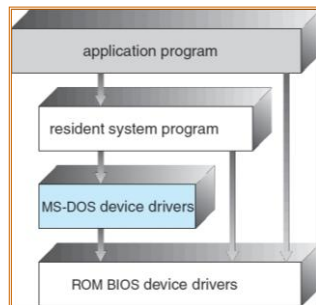 application program
resident system program
MS-DOS device drivers
ROM BIOS device drivers